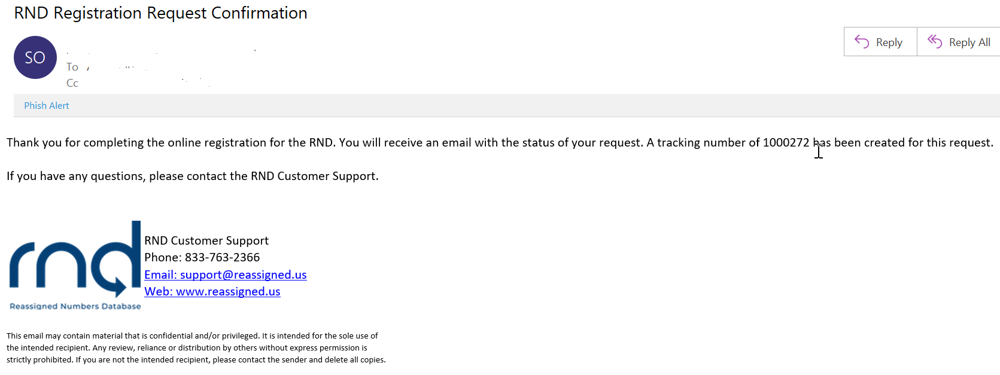 RND Registration Request Confirmation
SO
Reply
Reply All
To
Cc
Phish Alert
Thank you for completing the online registration for the RND. You will receive an email with the status of your request. A tracking number of 1000272 has been created for this request.
If you have any questions, please contact the RND Customer Support.
rnd
Reassigned Numbers Database
RND Customer Support
Phone: 833-763-2366
Email: support@reassigned.us
Web: www.reassigned.us
This email may contain material that is confidential and/or privileged. It is intended for the sole use of
the intended recipient. Any review, reliance or distribution by others without express permission is
strictly prohibited. If you are not the intended recipient, please contact the sender and delete all copies.